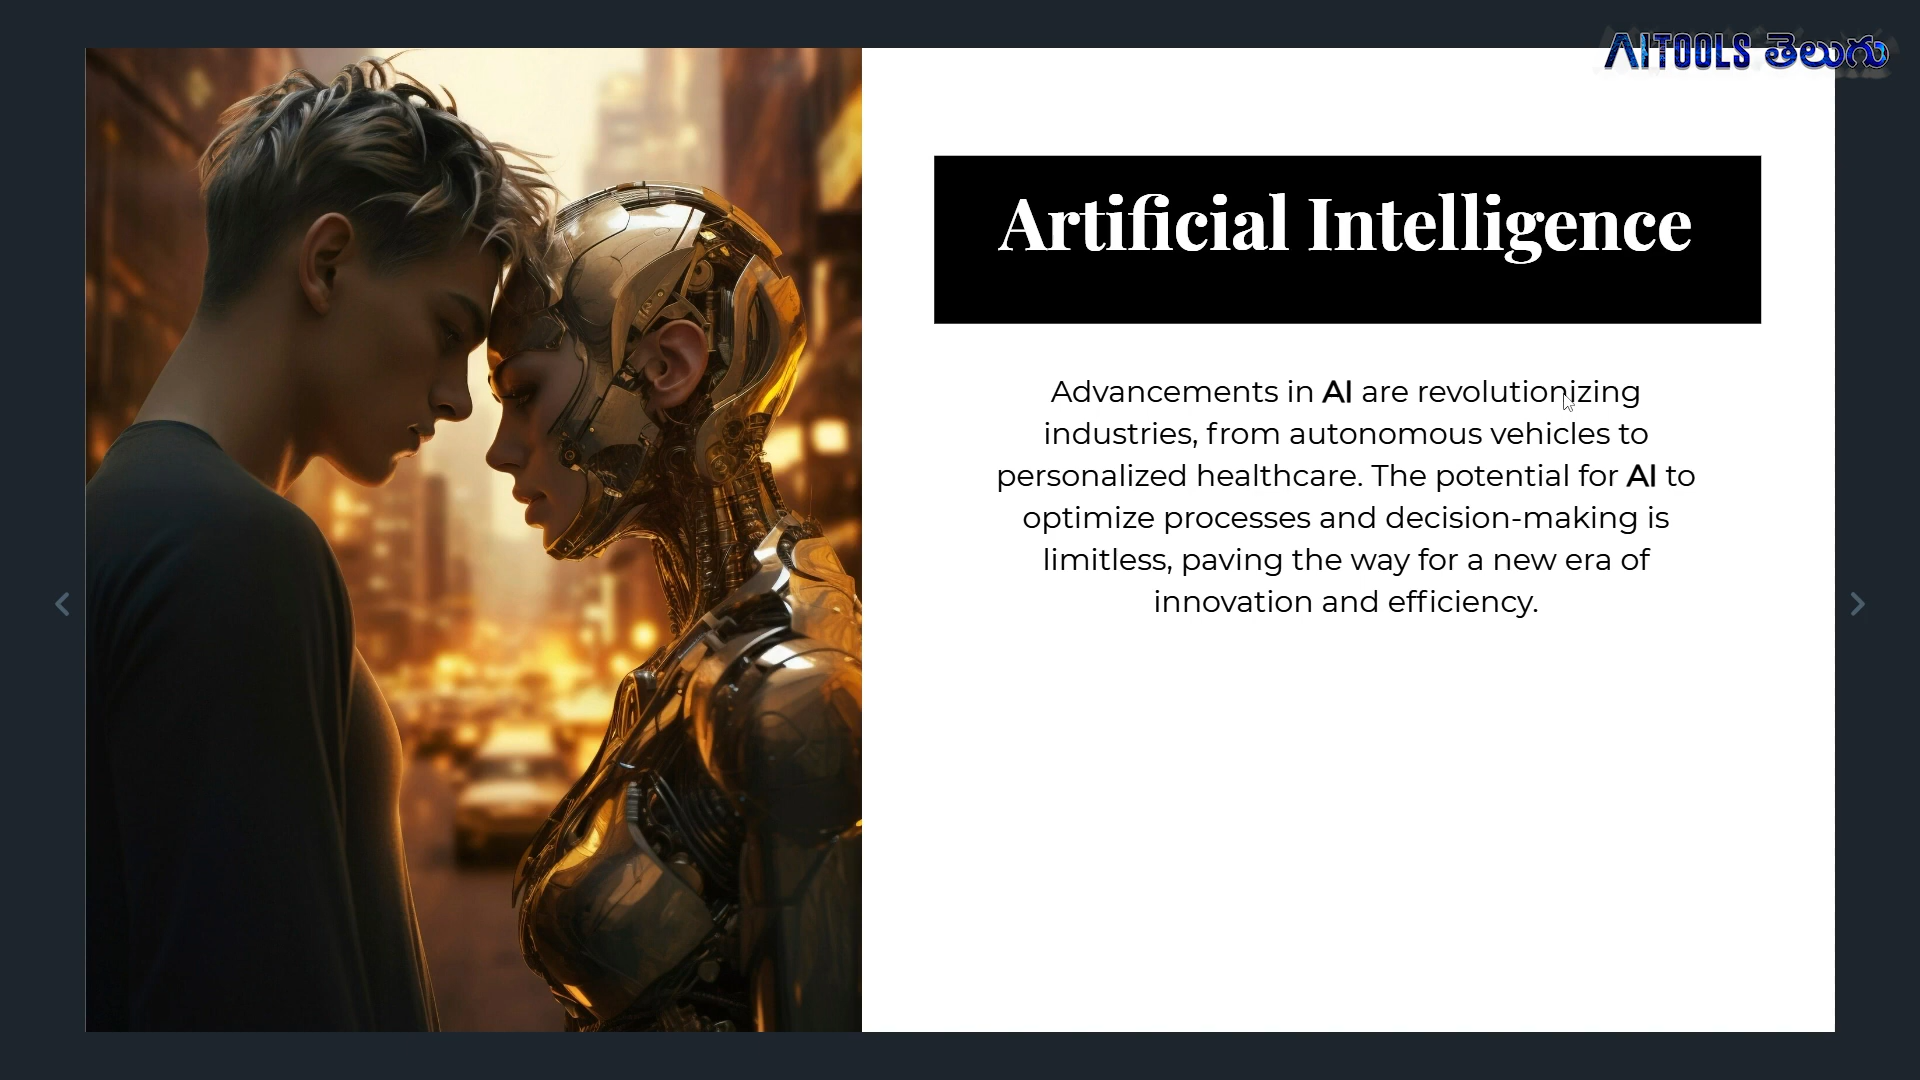 AITOOLS తెలుగు
Artificial Intelligence
Advancements in AI are revolutionizing
industries, from autonomous vehicles to
personalized healthcare. The potential for AI to
optimize processes and decision-making is
limitless, paving the way for a new era of
innovation and efficiency.